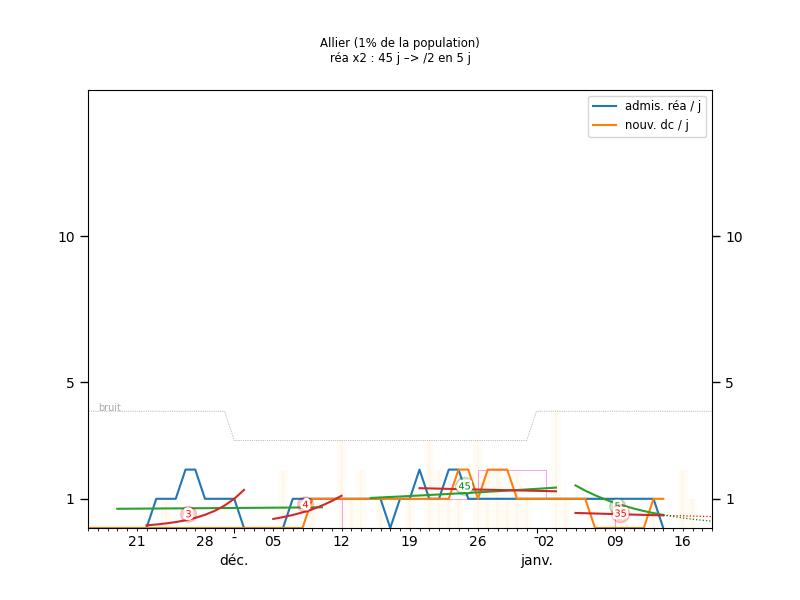 Allier (1% de la population)
réa x2 : 45 j –> /2 en 5 j
admis. réa / j
nouv. dc / j
10
10
5
5
bruit
1
1
3
4
45
5
35
21
28
05
12
19
26
02
09
16
déc.
janv.